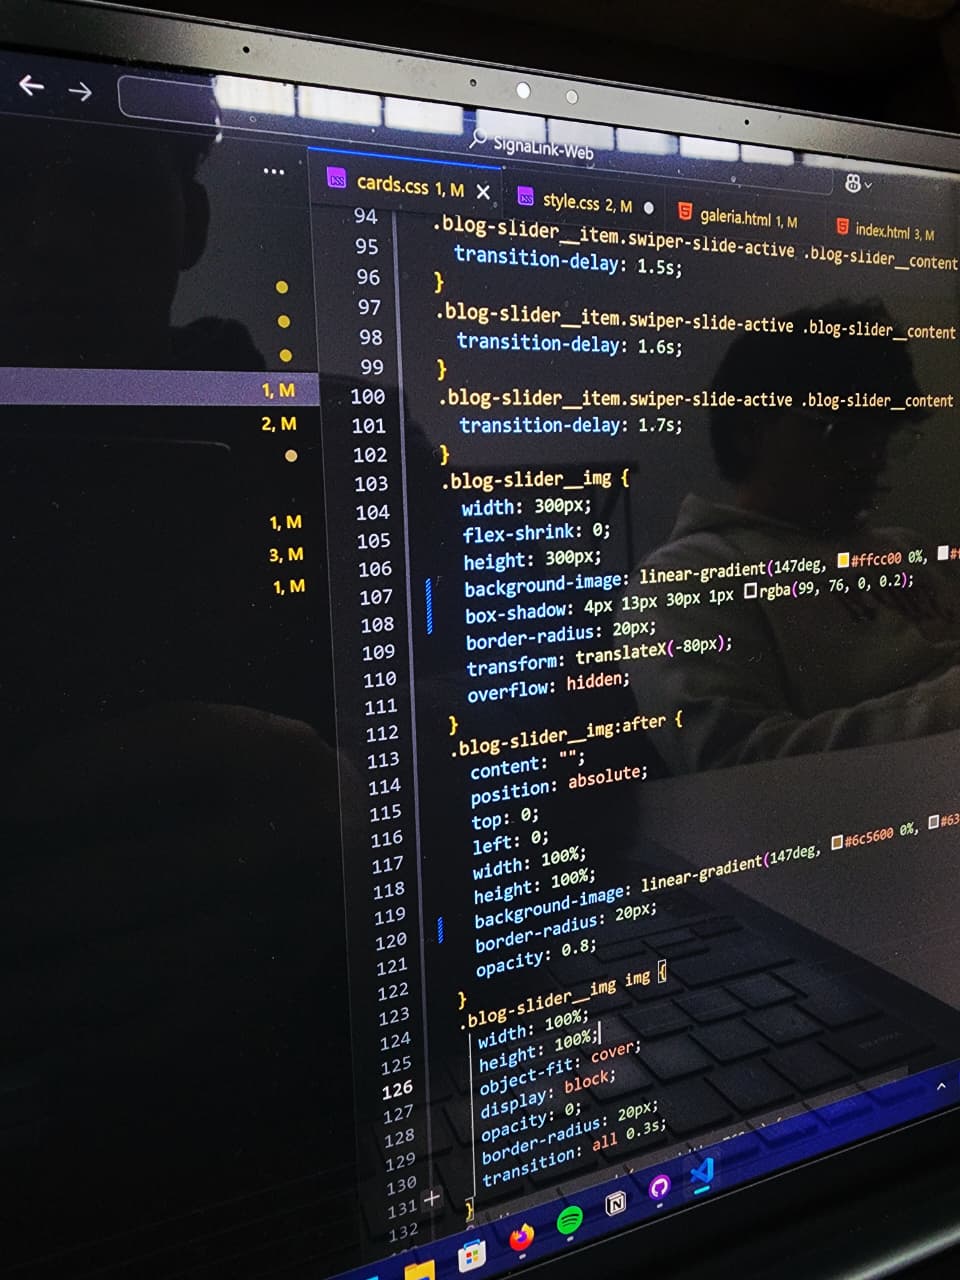 SignaLink-Web
cards.css 1, M
style.css 2, M
galeria.html 1, M
index.html 3, M
94 .blog-slider__item.swiper-slide-active .blog-slider__content
95 transition-delay: 1.5s;
96 }
97 .blog-slider__item.swiper-slide-active .blog-slider__content
98 transition-delay: 1.6s;
99 }
100 .blog-slider__item.swiper-slide-active .blog-slider__content
101 transition-delay: 1.7s;
102 }
103 .blog-slider__img {
104 width: 300px;
105 flex-shrink: 0;
106 height: 300px;
107 background-image: linear-gradient(147deg, #ffcc00 0%,
108 box-shadow: 4px 13px 30px 1px rgba(99, 76, 0, 0.2);
109 border-radius: 20px;
110 transform: translateX(-80px);
111 overflow: hidden;
112 }
113 .blog-slider__img:after {
114 content: "";
115 position: absolute;
116 top: 0;
117 left: 0;
118 width: 100%;
119 height: 100%;
120 background-image: linear-gradient(147deg, #6c5600 0%, #63
121 border-radius: 20px;
122 opacity: 0.8;
123 }
124 .blog-slider__img img {
125 width: 100%;
126 height: 100%;
127 object-fit: cover;
128 display: block;
129 opacity: 0;
130 border-radius: 20px;
131 transition: all 0.3s;
132 }
1, M
2, M
1, M
3, M
1, M